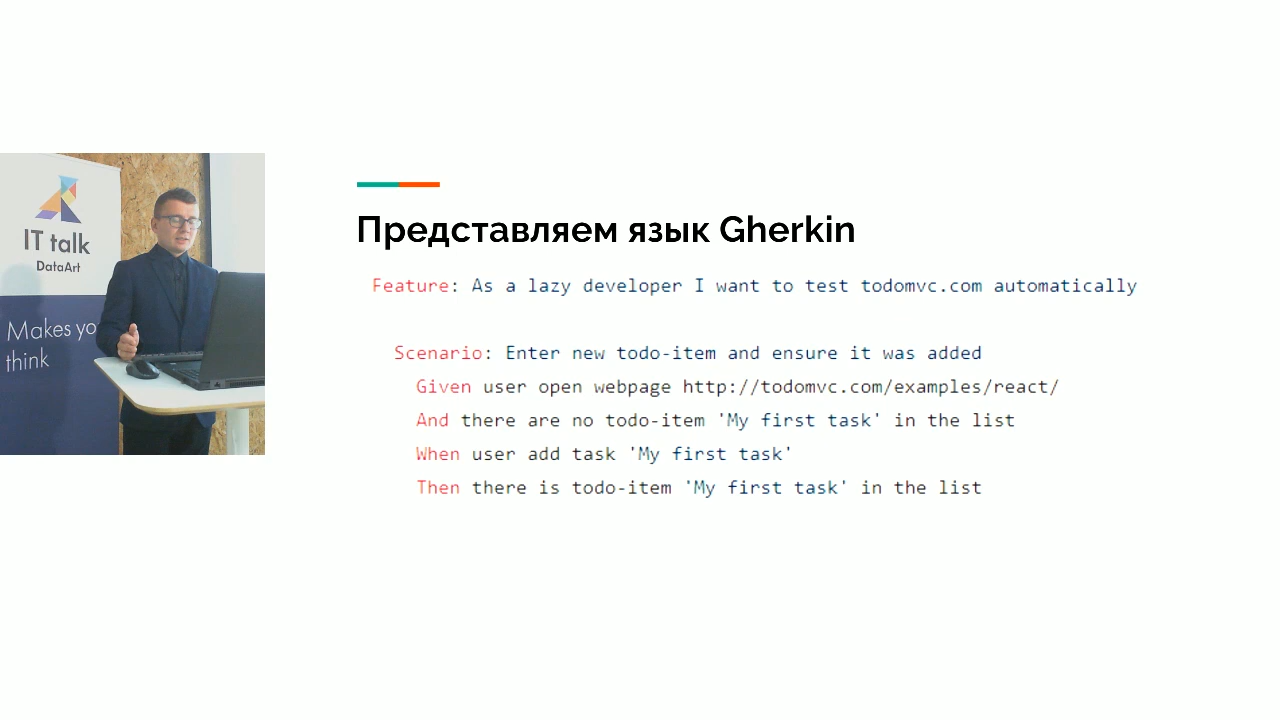 IT talk
DataArt
Makes yo
think
Представляем язык Gherkin
Feature: As a lazy developer I want to test todomvc.com automatically
Scenario: Enter new todo-item and ensure it was added
Given user open webpage http://todomvc.com/examples/react/
And there are no todo-item 'My first task' in the list
When user add task 'My first task'
Then there is todo-item 'My first task' in the list